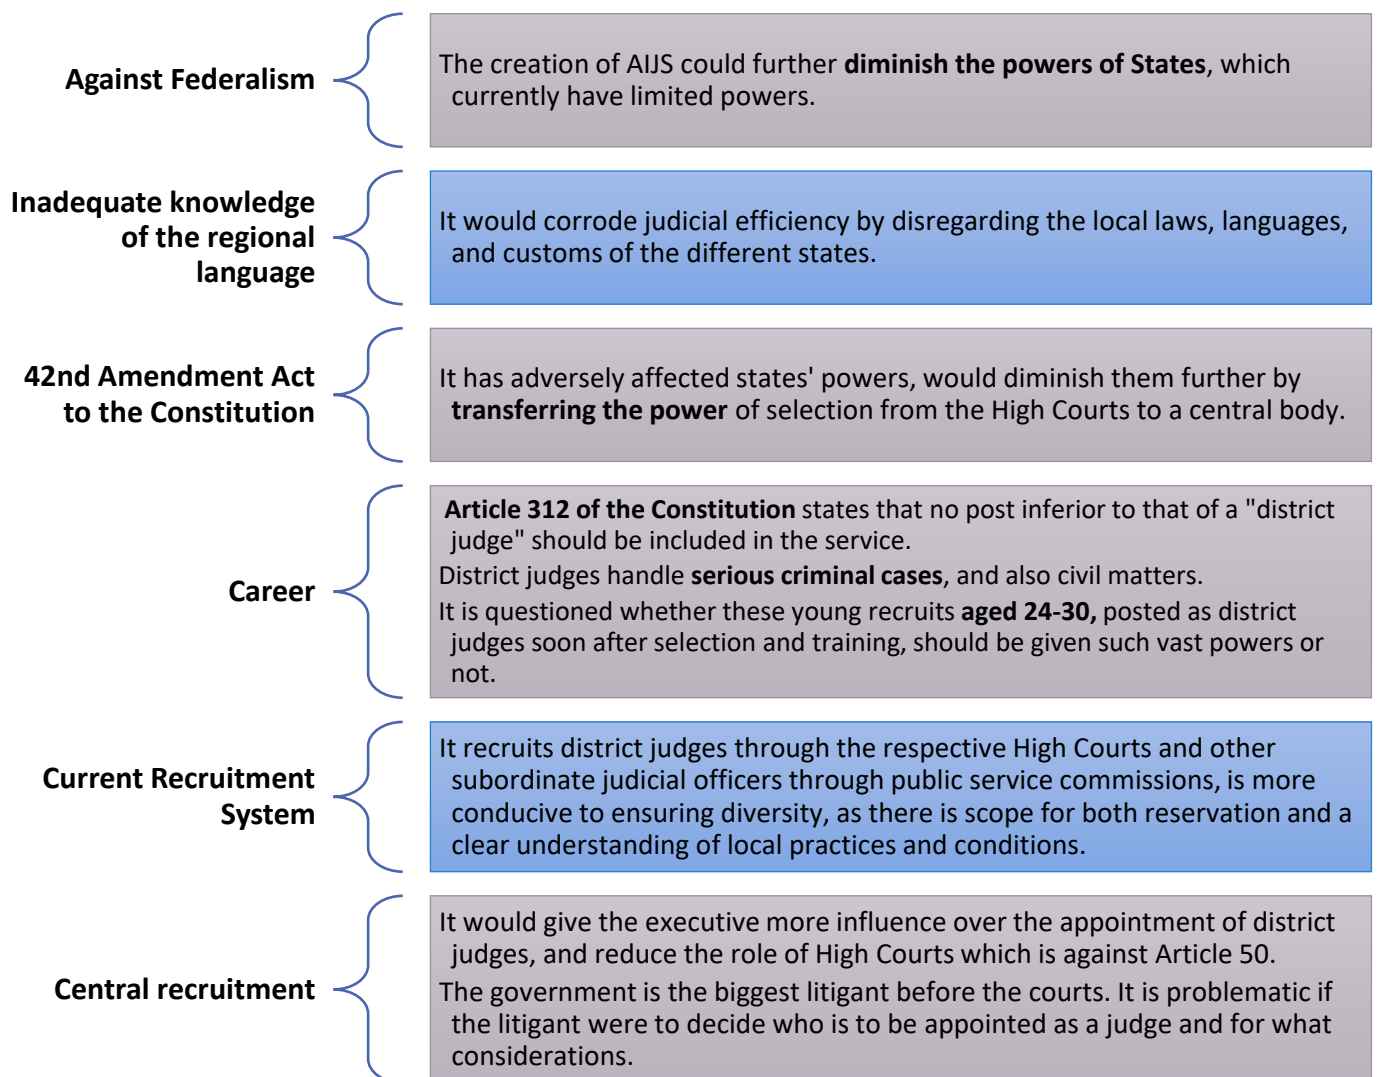 Against Federalism
The creation of AIJS could further diminish the powers of States, which
currently have limited powers.
Inadequate knowledge
of the regional
language
It would corrode judicial efficiency by disregarding the local laws, languages,
and customs of the different states.
42nd Amendment Act
to the Constitution
It has adversely affected states' powers, would diminish them further by
transferring the power of selection from the High Courts to a central body.
Career
Article 312 of the Constitution states that no post inferior to that of a "district
judge" should be included in the service.
District judges handle serious criminal cases, and also civil matters.
It is questioned whether these young recruits aged 24-30, posted as district
judges soon after selection and training, should be given such vast powers or
not.
Current Recruitment
System
It recruits district judges through the respective High Courts and other
subordinate judicial officers through public service commissions, is more
conducive to ensuring diversity, as there is scope for both reservation and a
clear understanding of local practices and conditions.
Central recruitment
It would give the executive more influence over the appointment of district
judges, and reduce the role of High Courts which is against Article 50.
The government is the biggest litigant before the courts. It is problematic if
the litigant were to decide who is to be appointed as a judge and for what
considerations.